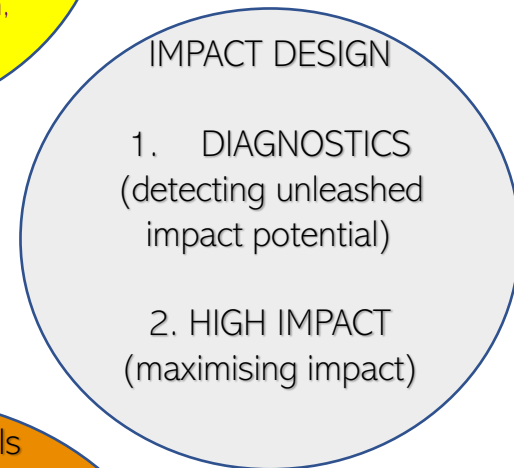 IMPACT DESIGN
1. DIAGNOSTICS
(detecting unleashed
impact potential)
2. HIGH IMPACT
(maximising impact)